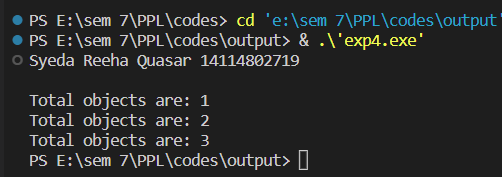 PS E:\sem 7\PPL\codes> cd 'e:\sem 7\PPL\codes\output'
PS E:\sem 7\PPL\codes\output> & .\'exp4.exe'
Syeda Reeha Quasar 14114802719
Total objects are: 1
Total objects are: 2
Total objects are: 3
PS E:\sem 7\PPL\codes\output>